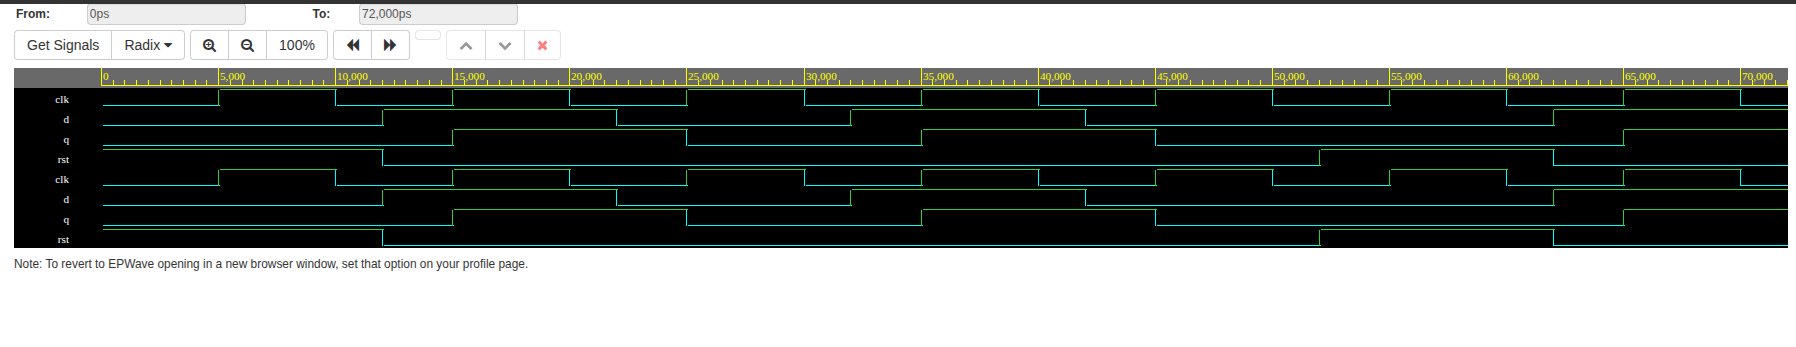 From: 0ps To: 72,000ps
Get Signals Radix 100%
0 5,000 10,000 15,000 20,000 25,000 30,000 35,000 40,000 45,000 50,000 55,000 60,000 65,000 70,000
clk
d
q
rst
clk
d
q
rst
Note: To revert to EPWave opening in a new browser window, set that option on your profile page.